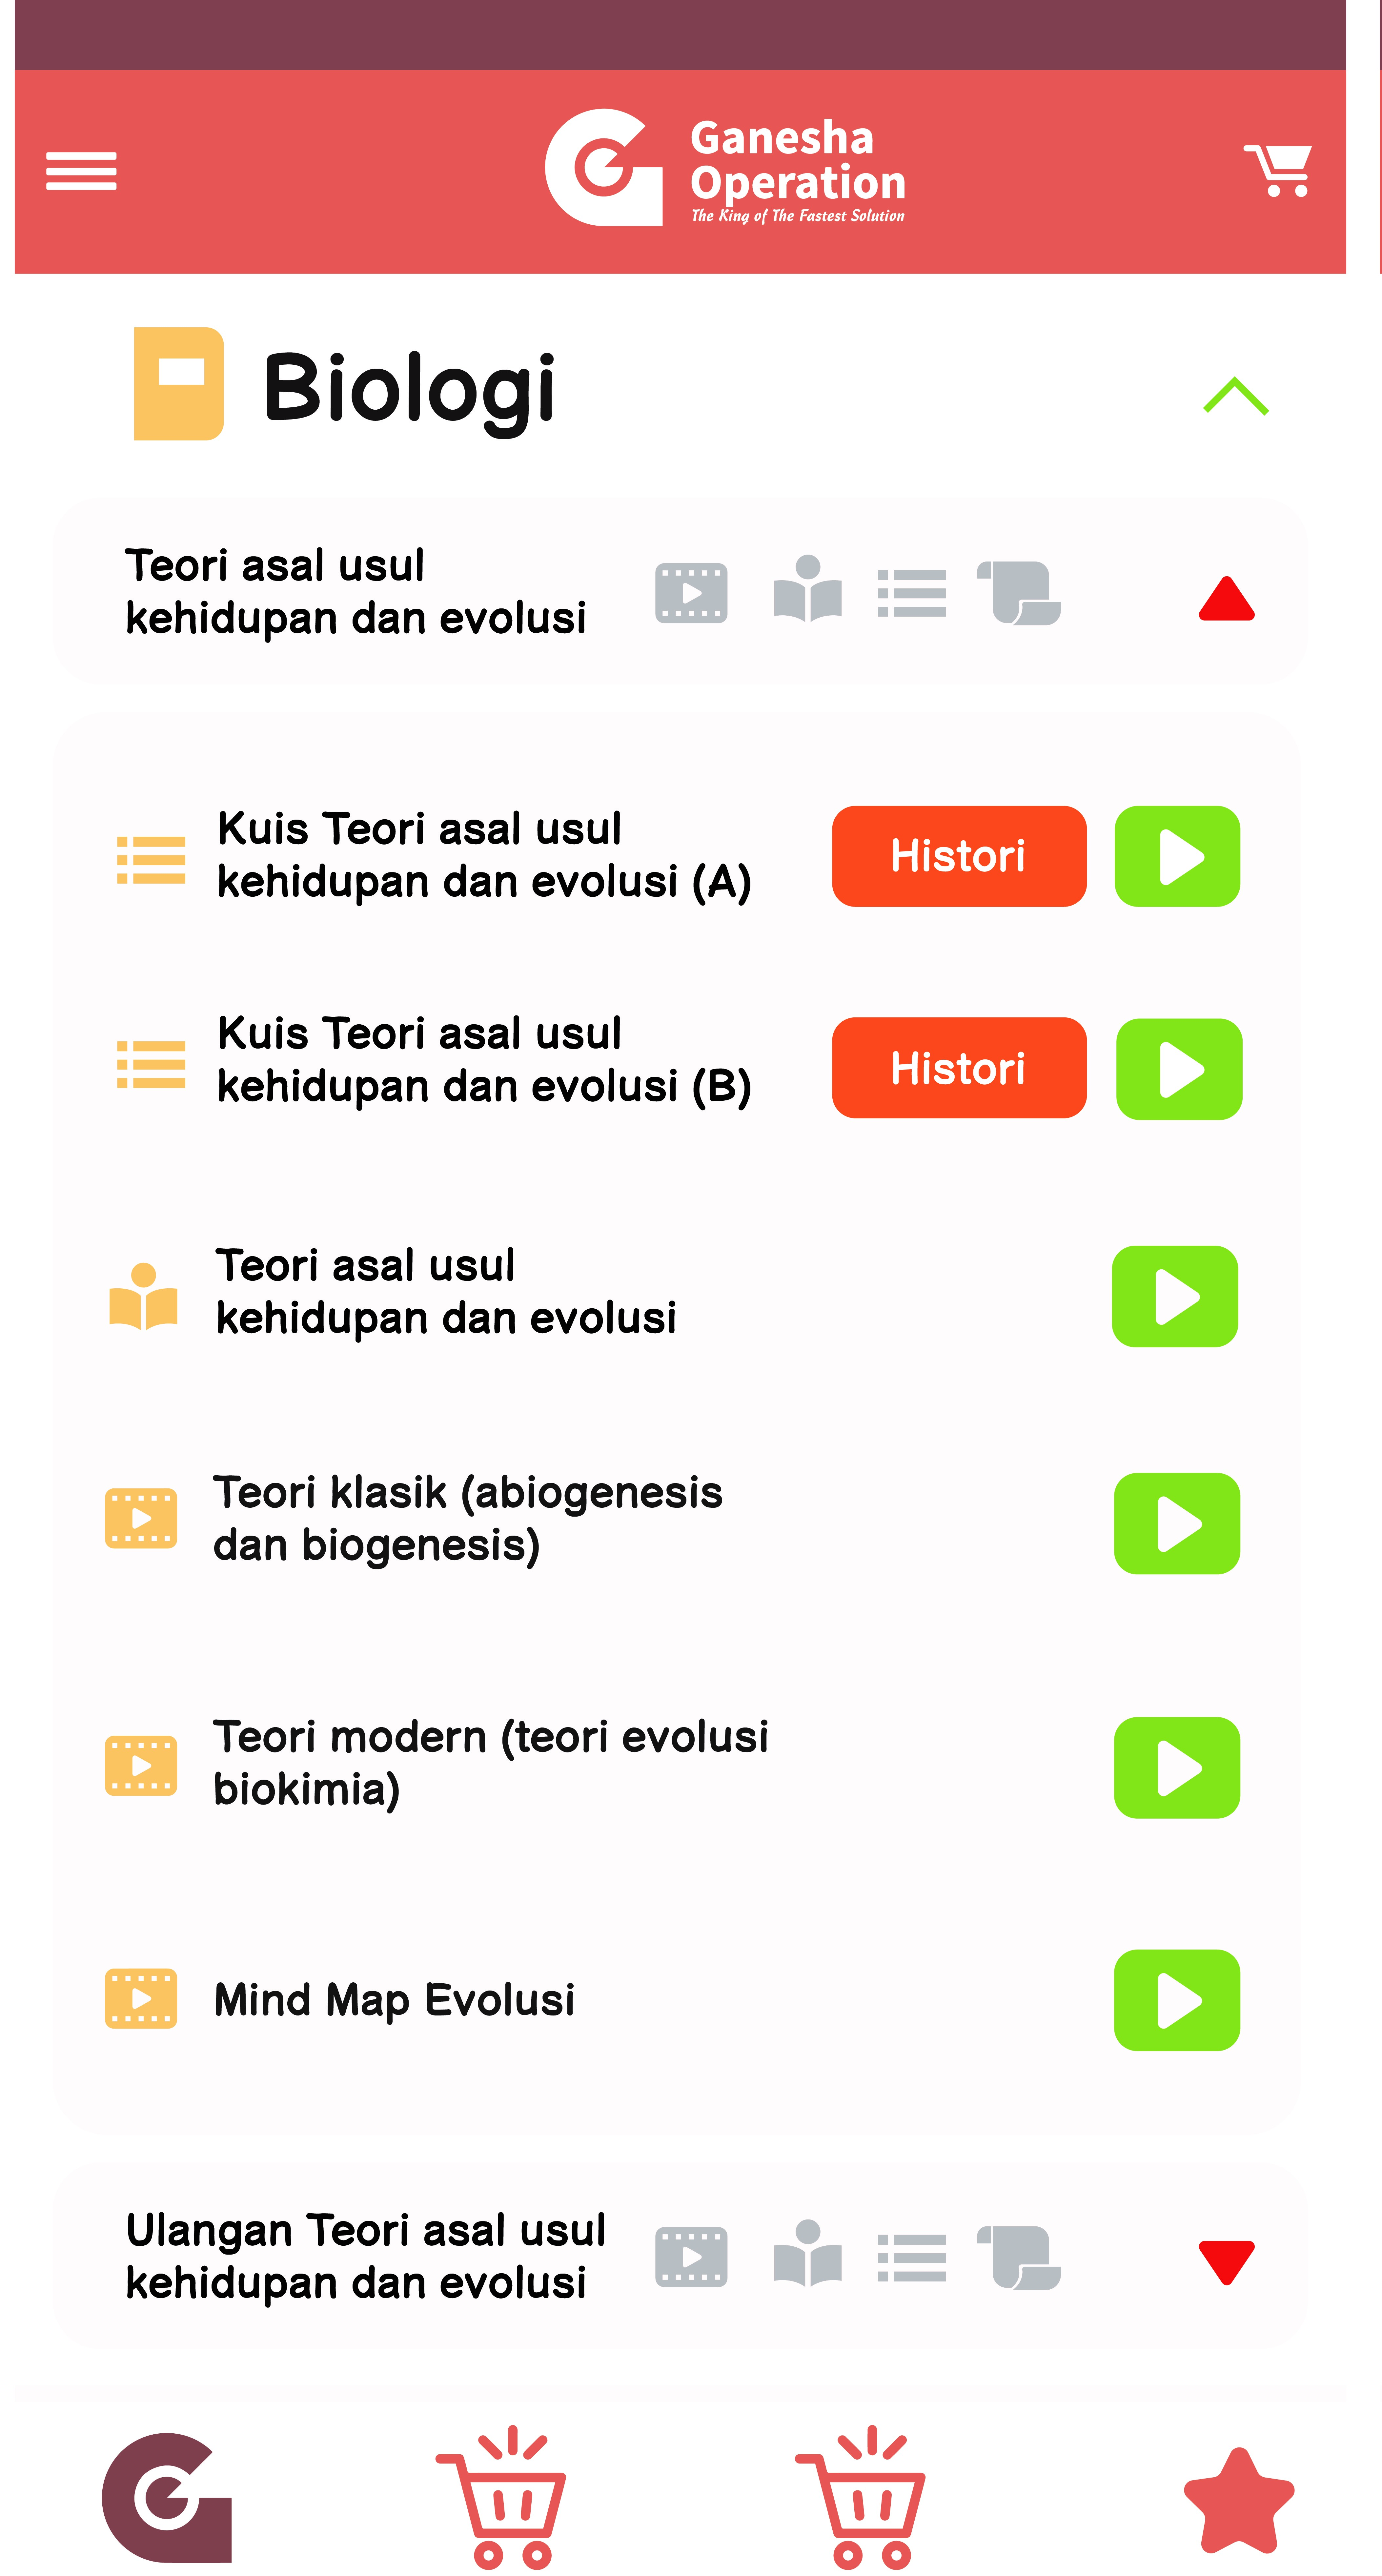 Ganesha
Operation
The King of The Fastest Solution
Biologi
Teori asal usul
kehidupan dan evolusi
Kuis Teori asal usul
kehidupan dan evolusi (A)
Histori
Kuis Teori asal usul
kehidupan dan evolusi (B)
Histori
Teori asal usul
kehidupan dan evolusi
Teori klasik (abiogenesis
dan biogenesis)
Teori modern (teori evolusi
biokimia)
Mind Map Evolusi
Ulangan Teori asal usul
kehidupan dan evolusi